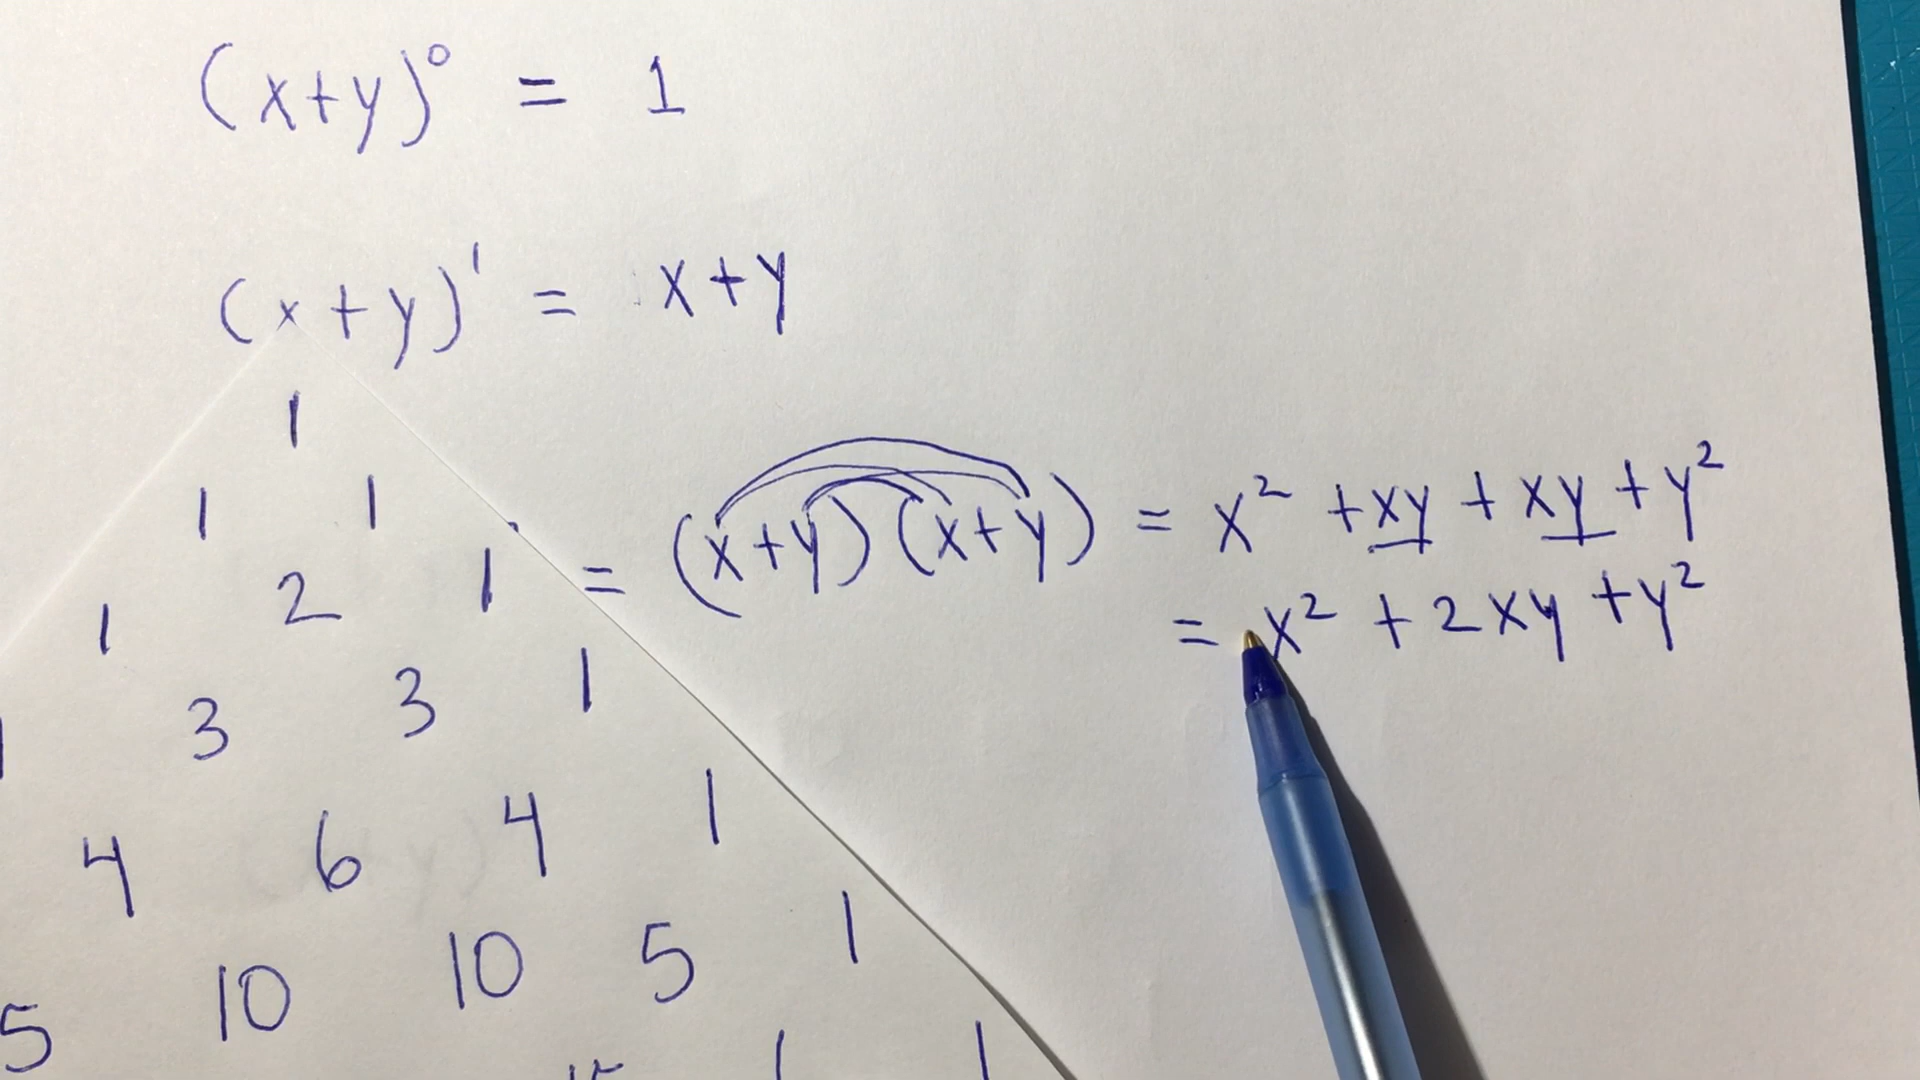 (x+y)⁰ = 1
(x+y)¹ = x+y
1
1 1
1 2 1
3 3 1
4 6 4 1
5 10 10 5 1
= (x+y)(x+y) = x² + xy + xy + y²
= x² + 2xy + y²